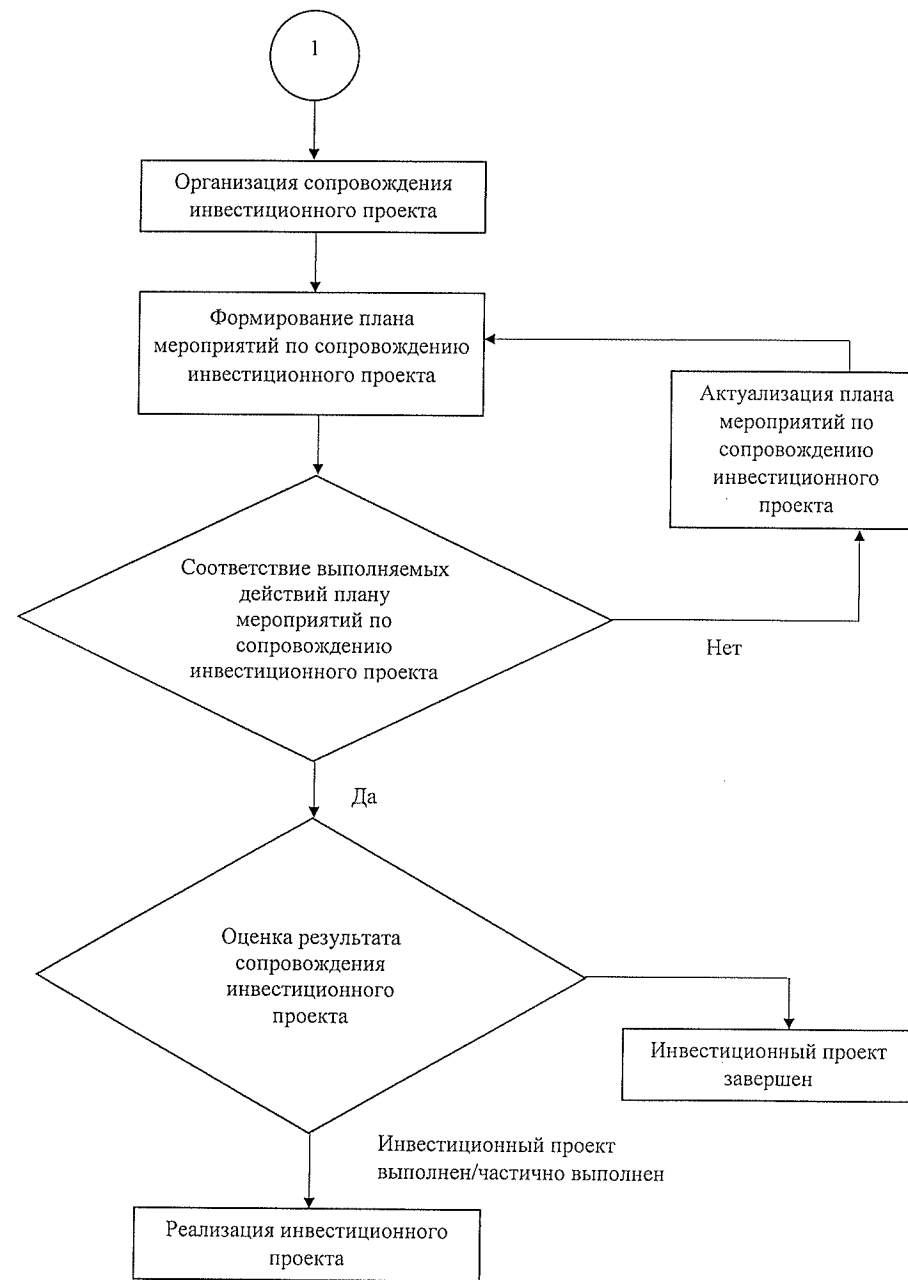 1
Организация сопровождения
инвестиционного проекта
Формирование плана
мероприятий по сопровождению
инвестиционного проекта
Актуализация плана
мероприятий по
сопровождению
инвестиционного
проекта
Соответствие выполняемых
действий плану
мероприятий по
сопровождению
инвестиционного проекта
Нет
Да
Оценка результата
сопровождения
инвестиционного
проекта
Инвестиционный проект
завершен
Инвестиционный проект
выполнен/частично выполнен
Реализация инвестиционного
проекта